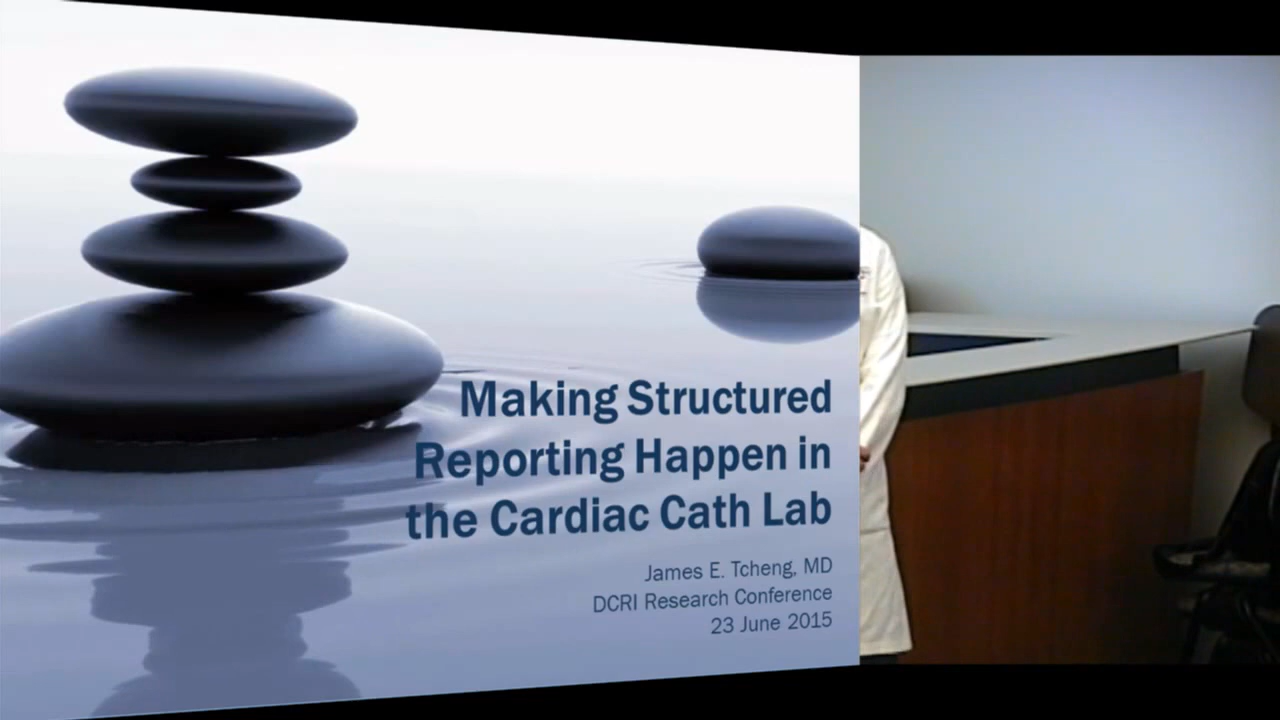 Making Structured
Reporting Happen in
the Cardiac Cath Lab
James E. Tcheng, MD
DCRI Research Conference
23 June 2015